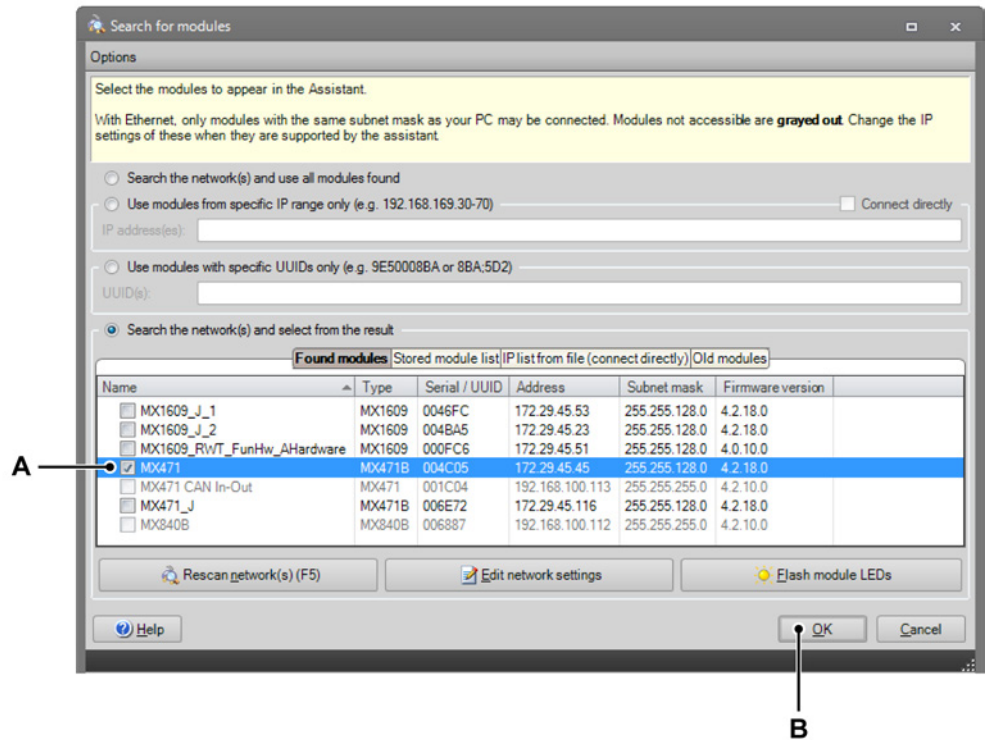 Search for modules
Options
Select the modules to appear in the Assistant.
With Ethernet, only modules with the same subnet mask as your PC may be connected. Modules not accessible are grayed out. Change the IP
settings of these when they are supported by the assistant
Search the network(s) and use all modules found
Use modules from specific IP range only (e.g. 192.168.169.30-70) Connect directly
IP address(es):
Use modules with specific UUIDs only (e.g. 9E50008BA or 8BA;5D2)
UUID(s):
Search the network(s) and select from the result
Found modules Stored module list IP list from file (connect directly) Old modules
Name Type Serial / UUID Address Subnet mask Firmware version
MX1609_J_1 MX1609 0046FC 172.29.45.53 255.255.128.0 4.2.18.0
MX1609_J_2 MX1609 004BA5 172.29.45.23 255.255.128.0 4.2.18.0
MX1609_RWT_FunHw_AHardware MX1609 000FC6 172.29.45.51 255.255.128.0 4.0.10.0
A MX471 MX471B 004C05 172.29.45.45 255.255.128.0 4.2.18.0
MX471 CAN In-Out MX471 001C04 192.168.100.113 255.255.255.0 4.2.10.0
MX471_J MX471B 006E72 172.29.45.116 255.255.128.0 4.2.18.0
MX840B MX840B 006887 192.168.100.112 255.255.255.0 4.2.10.0
Rescan network(s) (F5) Edit network settings Flash module LEDs
Help OK Cancel
B